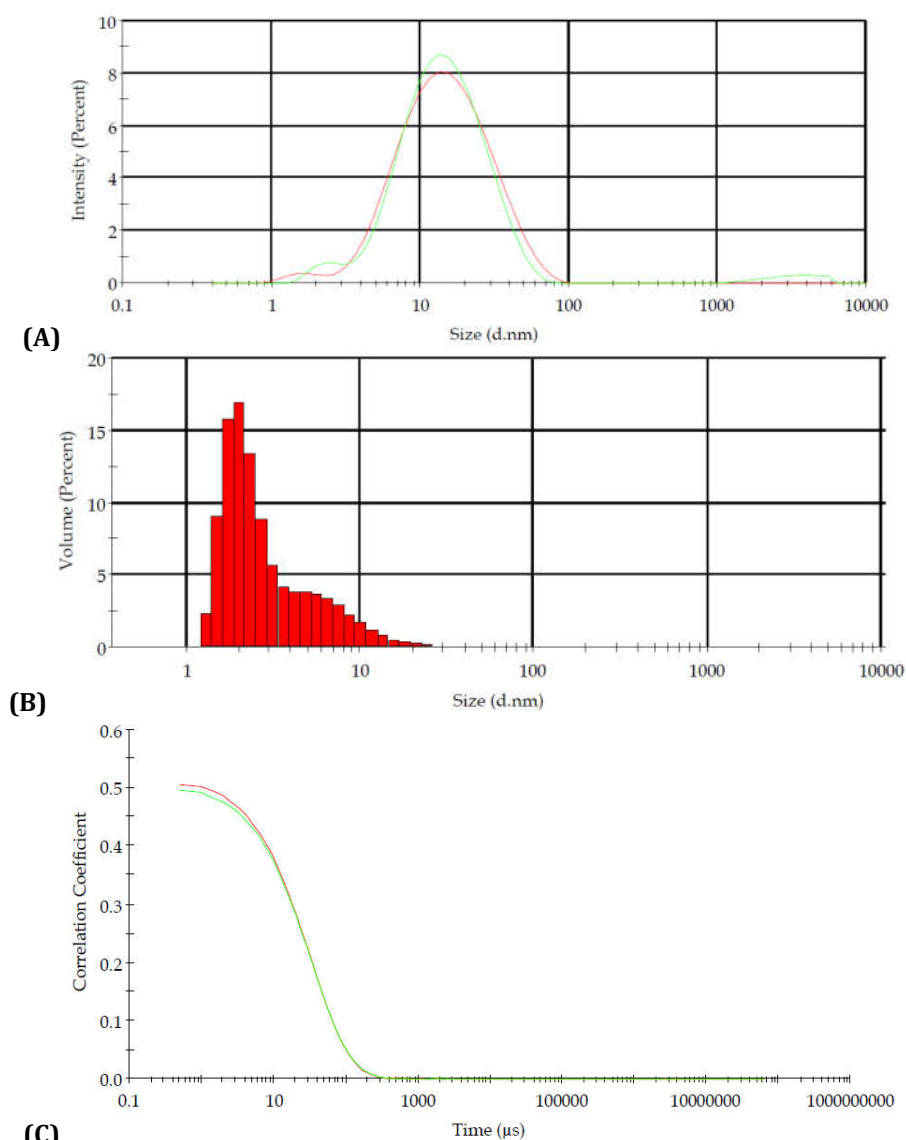 10
8
6
4
2
0
Intensity (Percent)
0.1 1 10 100 1000 10000
Size (d.nm)
(A)
20
15
10
5
0
Volume (Percent)
1 10 100 1000 10000
Size (d.nm)
(B)
0.6
0.5
0.4
0.3
0.2
0.1
0.0
Correlation Coefficient
0.1 10 1000 100000 10000000 1000000000
Time (µs)
(C)